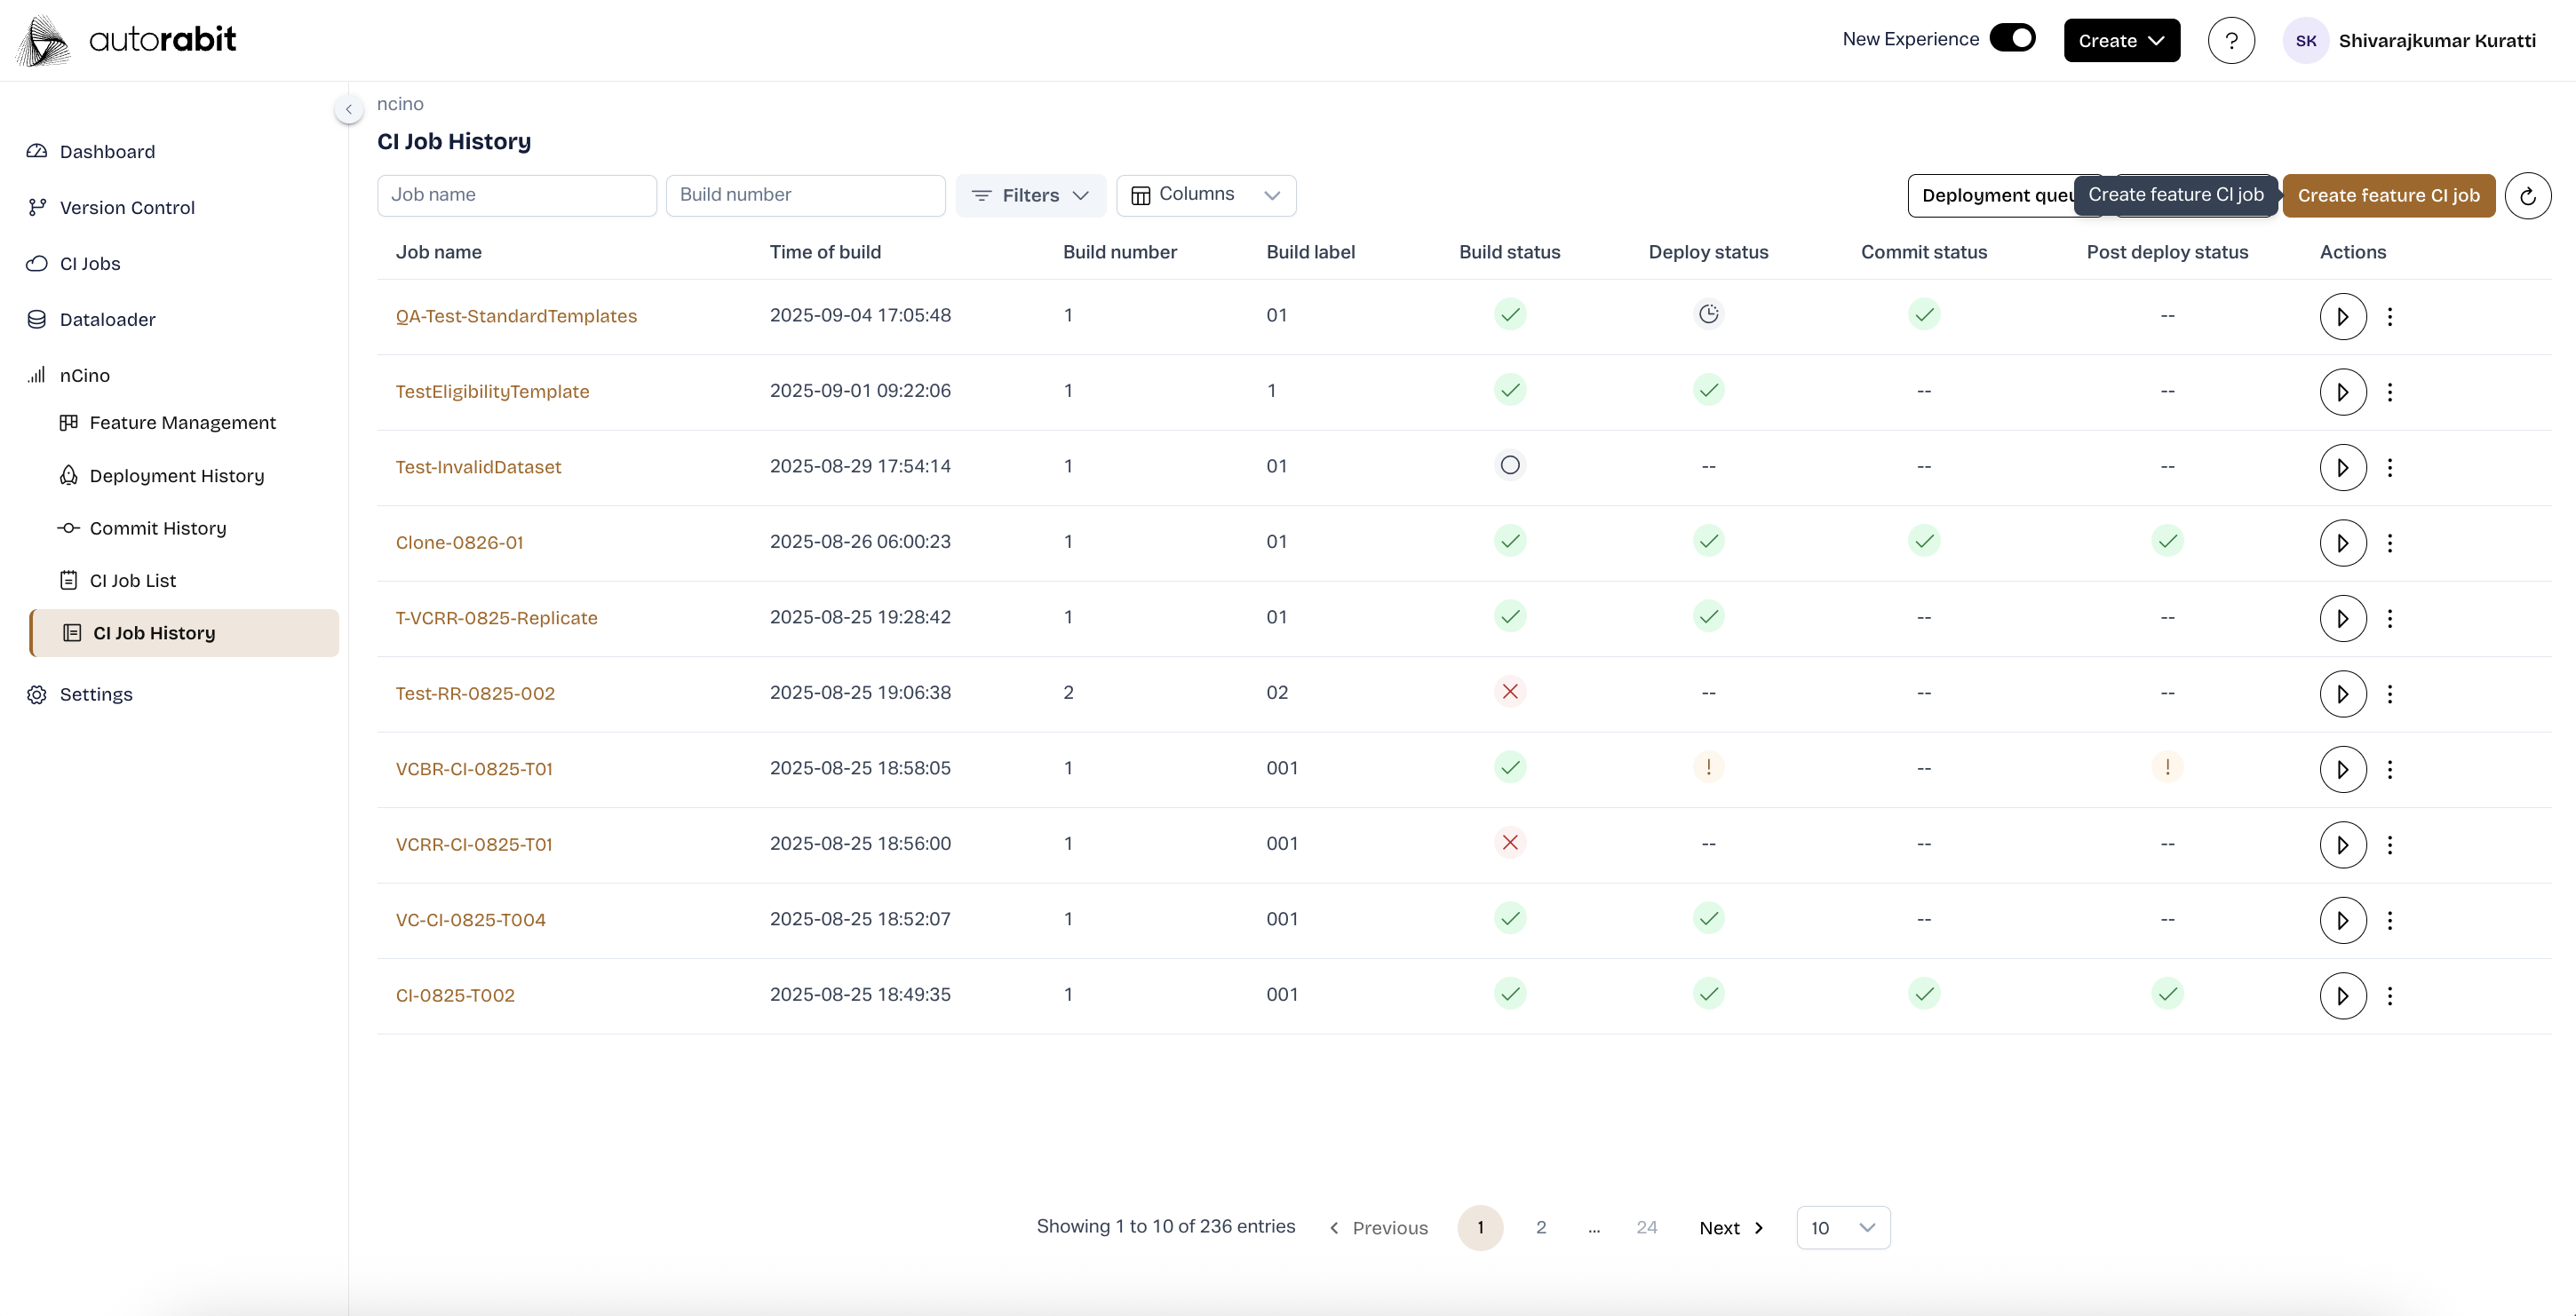 autorabit
New Experience
Create
?
SK
Shivarajkumar Kuratti
Dashboard
Version Control
CI Jobs
Dataloader
nCino
Feature Management
Deployment History
Commit History
CI Job List
CI Job History
Settings
ncino
CI Job History
Job name
Build number
Filters
Columns
Deployment queu
Create feature CI job
Create feature CI job
Job name Time of build Build number Build label Build status Deploy status Commit status Post deploy status Actions
QA-Test-StandardTemplates 2025-09-04 17:05:48 1 01 --
TestEligibilityTemplate 2025-09-01 09:22:06 1 1 -- --
Test-InvalidDataset 2025-08-29 17:54:14 1 01 -- -- --
Clone-0826-01 2025-08-26 06:00:23 1 01
T-VCRR-0825-Replicate 2025-08-25 19:28:42 1 01 -- --
Test-RR-0825-002 2025-08-25 19:06:38 2 02 -- -- --
VCBR-CI-0825-T01 2025-08-25 18:58:05 1 001 ! -- !
VCRR-CI-0825-T01 2025-08-25 18:56:00 1 001 -- -- --
VC-CI-0825-T004 2025-08-25 18:52:07 1 001 -- --
CI-0825-T002 2025-08-25 18:49:35 1 001
Showing 1 to 10 of 236 entries Previous 1 2 ... 24 Next 10